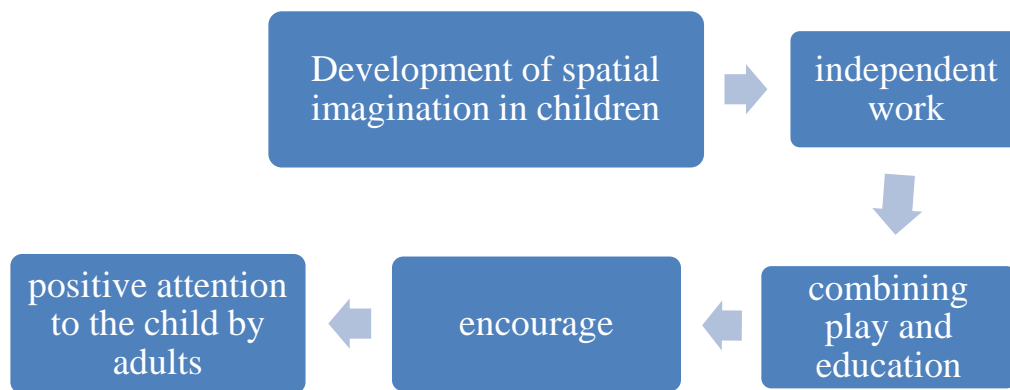 Development of spatial
imagination in children
independent
work
combining
play and
education
encourage
positive attention
to the child by
adults